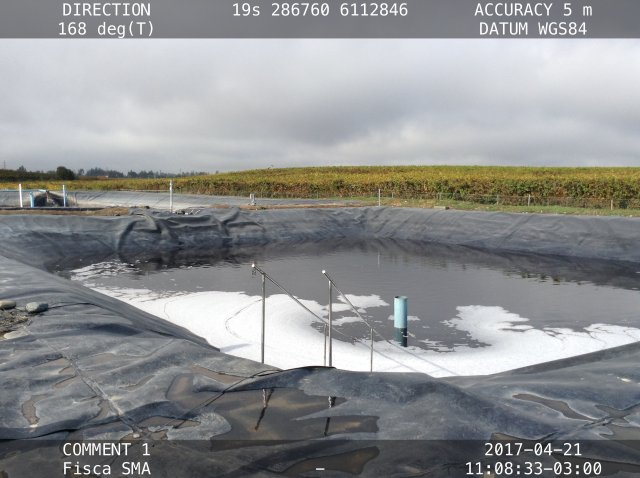 DIRECTION
168 deg(T)
19s 286760 6112846
ACCURACY 5 m
DATUM WGS84
COMMENT 1
Fisca SMA
-
2017-04-21
11:08:33-03:00